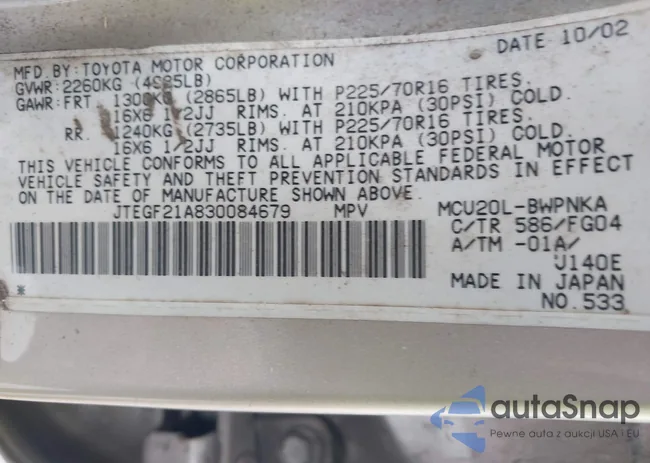 DATE 10/02
MFD. BY: TOYOTA MOTOR CORPORATION
GVWR: 2260KG (4985LB)
GAWR: FRT. 1300KG (2865LB) WITH P225/70R16 TIRES.
16X6 1/2JJ RIMS. AT 210KPA (30PSI) COLD.
RR. 1240KG (2735LB) WITH P225/70R16 TIRES.
16X6 1/2JJ RIMS. AT 210KPA (30PSI) COLD.
THIS VEHICLE CONFORMS TO ALL APPLICABLE FEDERAL MOTOR
VEHICLE SAFETY AND THEFT PREVENTION STANDARDS IN EFFECT
ON THE DATE OF MANUFACTURE SHOWN ABOVE.
JTEGF21A830084679 MPV MCU20L-BWPNKA
C/TR 586/FG04
A/TM -01A/
U140E
MADE IN JAPAN
NO.533
autoSnap
Pewne auta z aukcji USA i EU